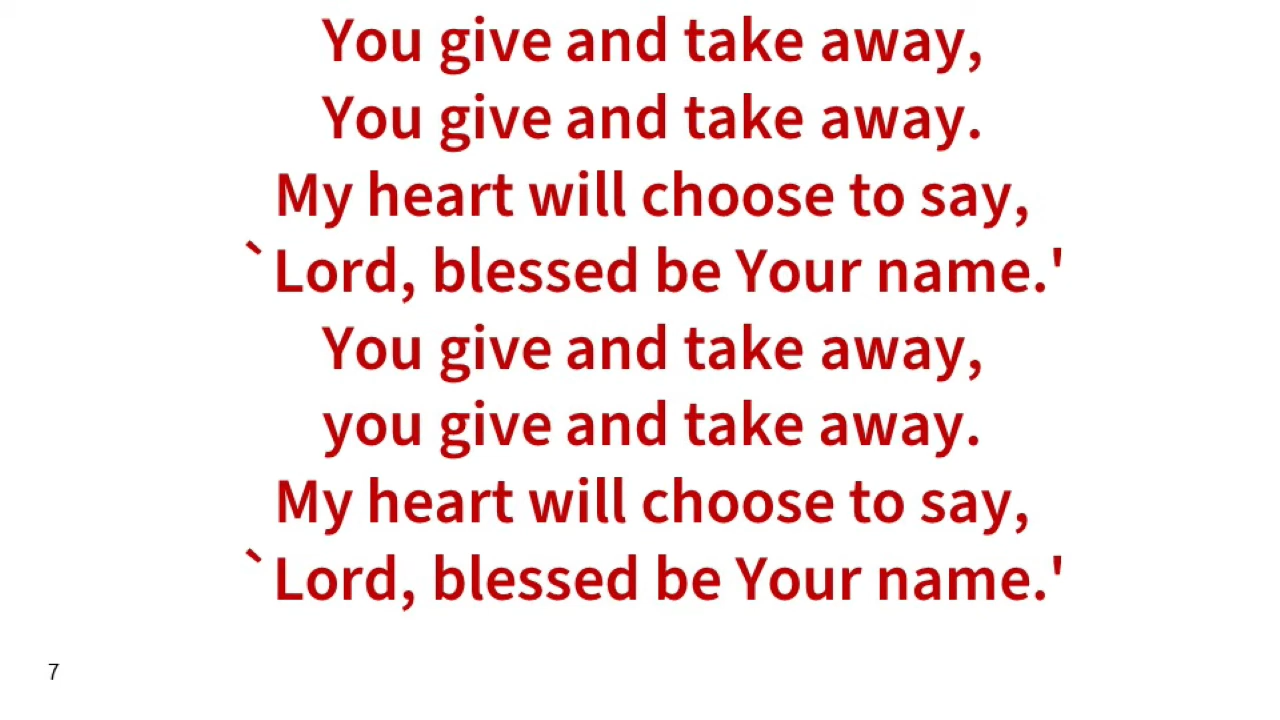 You give and take away,
You give and take away.
My heart will choose to say,
`Lord, blessed be Your name.'
You give and take away,
you give and take away.
My heart will choose to say,
`Lord, blessed be Your name.'
7